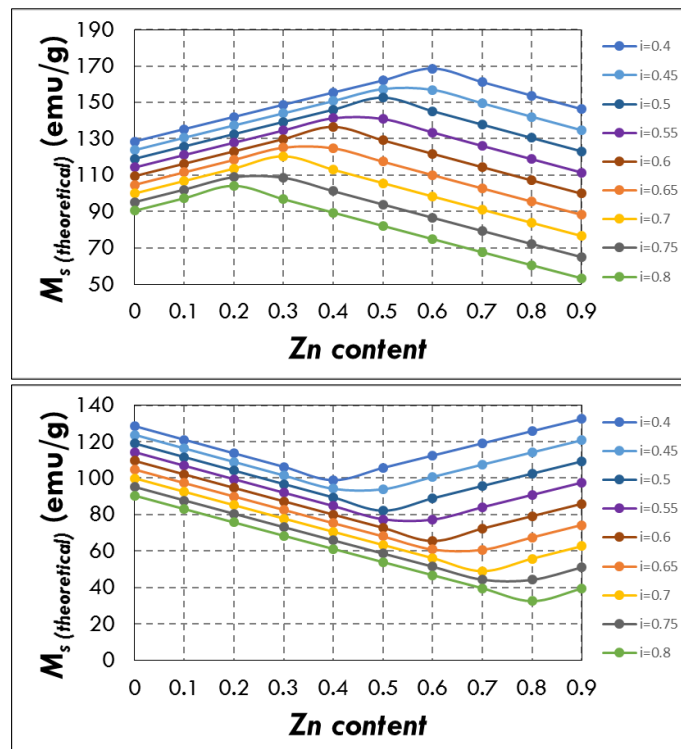 190
170
150
130
110
90
70
50
M_s (theoretical) (emu/g)
0 0.1 0.2 0.3 0.4 0.5 0.6 0.7 0.8 0.9
Zn content
i=0.4
i=0.45
i=0.5
i=0.55
i=0.6
i=0.65
i=0.7
i=0.75
i=0.8
140
120
100
80
60
40
20
0
M_s (theoretical) (emu/g)
0 0.1 0.2 0.3 0.4 0.5 0.6 0.7 0.8 0.9
Zn content
i=0.4
i=0.45
i=0.5
i=0.55
i=0.6
i=0.65
i=0.7
i=0.75
i=0.8